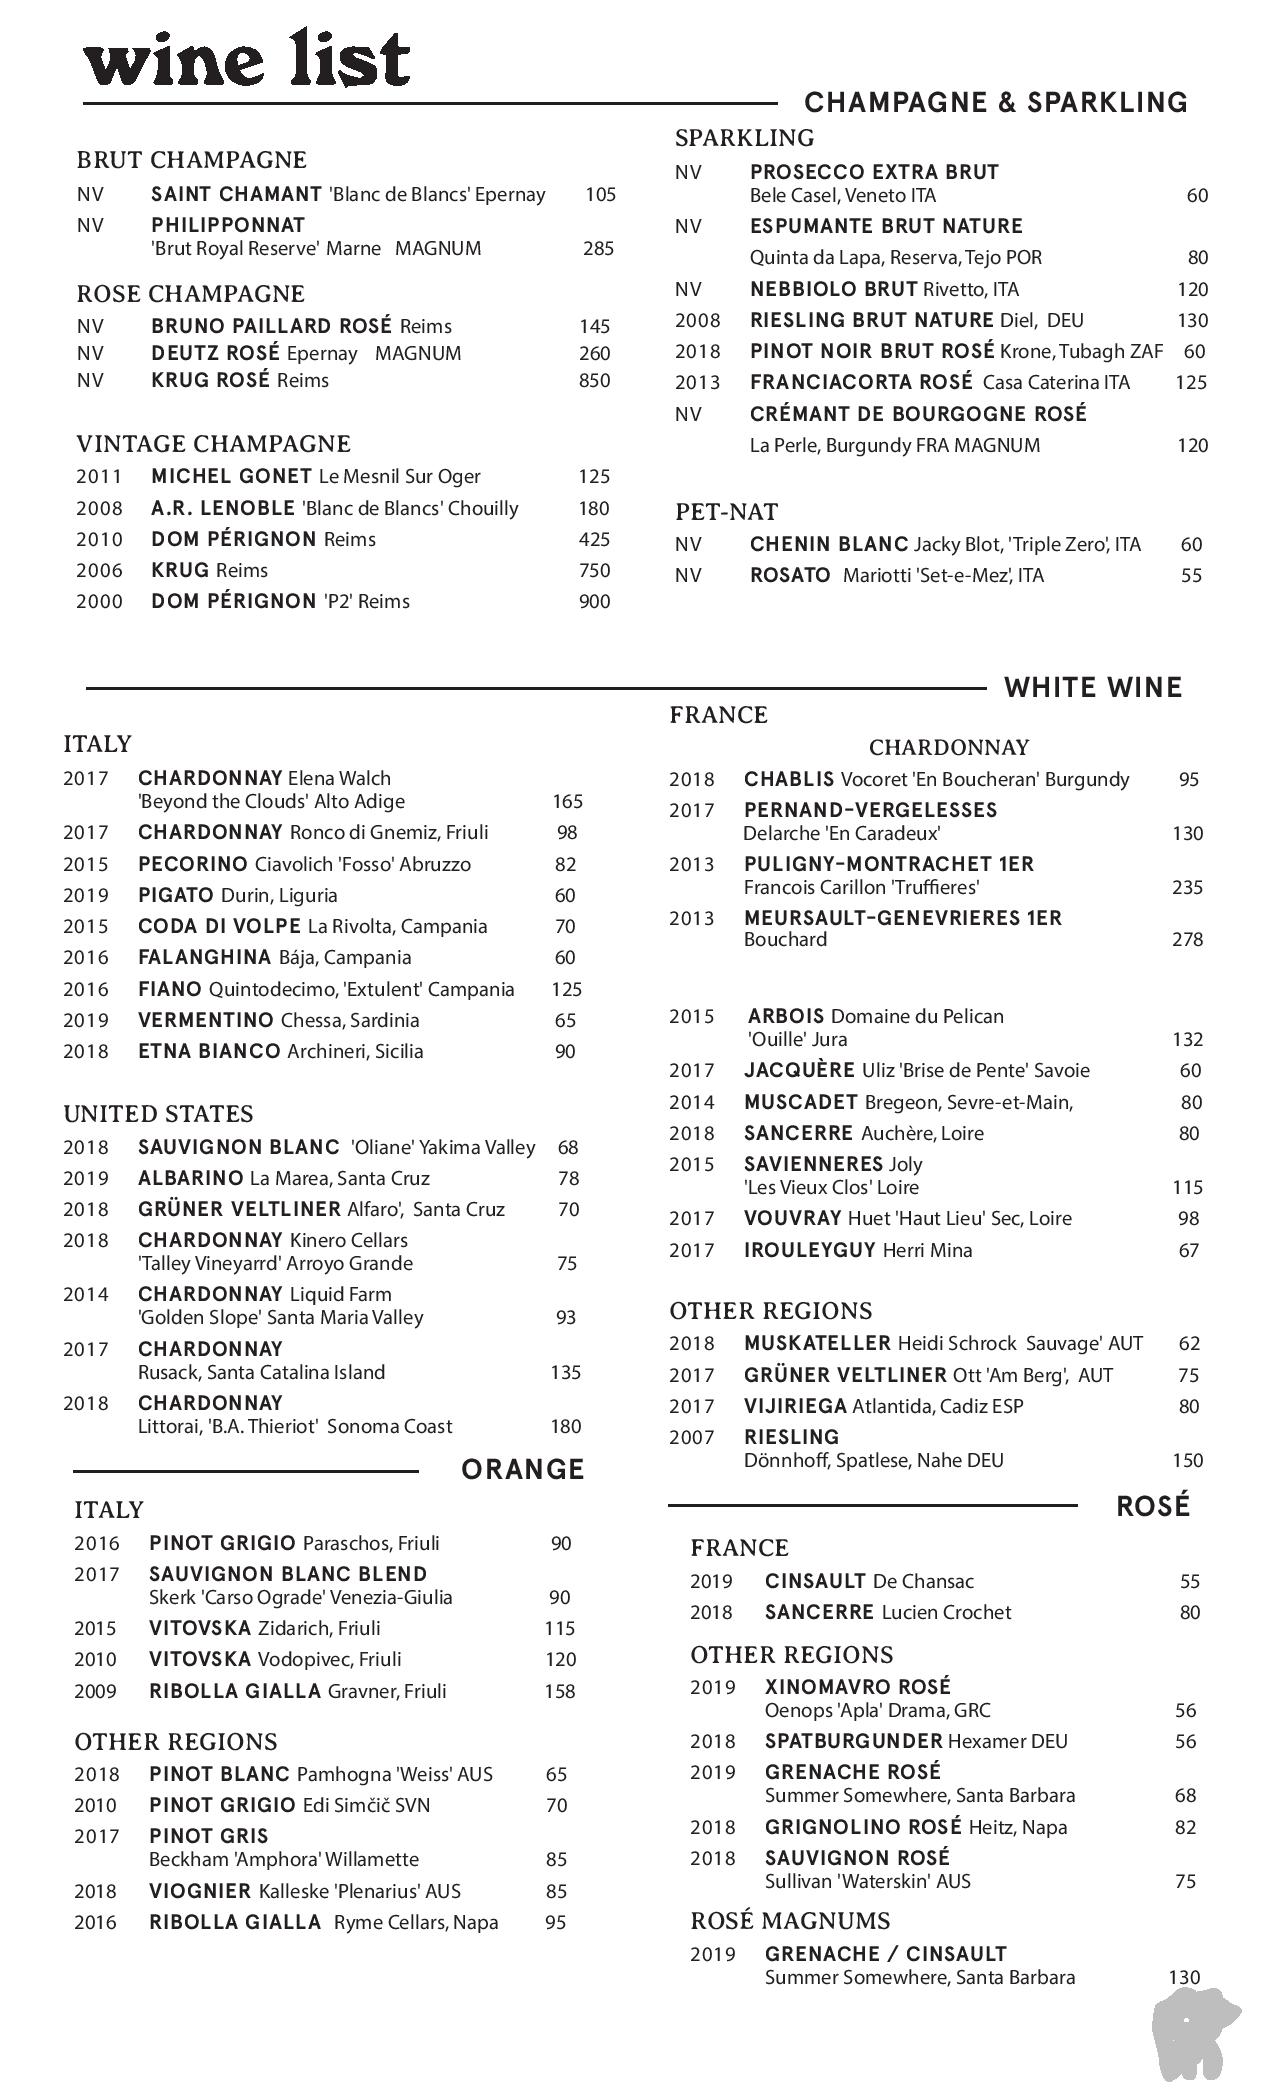 wine list
CHAMPAGNE & SPARKLING
BRUT CHAMPAGNE
NV SAINT CHAMANT 'Blanc de Blancs' Epernay 105
NV PHILIPPONNAT
'Brut Royal Reserve' Marne MAGNUM 285
ROSE CHAMPAGNE
NV BRUNO PAILLARD ROSÉ Reims 145
NV DEUTZ ROSÉ Epernay MAGNUM 260
NV KRUG ROSÉ Reims 850
VINTAGE CHAMPAGNE
2011 MICHEL GONET Le Mesnil Sur Oger 125
2008 A.R. LENOBLE 'Blanc de Blancs' Chouilly 180
2010 DOM PÉRIGNON Reims 425
2006 KRUG Reims 750
2000 DOM PÉRIGNON 'P2' Reims 900
SPARKLING
NV PROSECCO EXTRA BRUT
Bele Casel, Veneto ITA 60
NV ESPUMANTE BRUT NATURE
Quinta da Lapa, Reserva, Tejo POR 80
NV NEBBIOLO BRUT Rivetto, ITA 120
2008 RIESLING BRUT NATURE Diel, DEU 130
2018 PINOT NOIR BRUT ROSÉ Krone, Tubagh ZAF 60
2013 FRANCIACORTA ROSÉ Casa Caterina ITA 125
NV CRÉMANT DE BOURGOGNE ROSÉ
La Perle, Burgundy FRA MAGNUM 120
PET-NAT
NV CHENIN BLANC Jacky Blot, 'Triple Zero', ITA 60
NV ROSATO Mariotti 'Set-e-Mez', ITA 55
WHITE WINE
ITALY
2017 CHARDONNAY Elena Walch
'Beyond the Clouds' Alto Adige 165
2017 CHARDONNAY Ronco di Gnemiz, Friuli 98
2015 PECORINO Ciavolich 'Fosso' Abruzzo 82
2019 PIGATO Durin, Liguria 60
2015 CODA DI VOLPE La Rivolta, Campania 70
2016 FALANGHINA Bája, Campania 60
2016 FIANO Quintodecimo, 'Extulent' Campania 125
2019 VERMENTINO Chessa, Sardinia 65
2018 ETNA BIANCO Archineri, Sicilia 90
UNITED STATES
2018 SAUVIGNON BLANC 'Oliane' Yakima Valley 68
2019 ALBARINO La Marea, Santa Cruz 78
2018 GRÜNER VELTLINER Alfaro', Santa Cruz 70
2018 CHARDONNAY Kinero Cellars
'Talley Vineyarrd' Arroyo Grande 75
2014 CHARDONNAY Liquid Farm
'Golden Slope' Santa Maria Valley 93
2017 CHARDONNAY
Rusack, Santa Catalina Island 135
2018 CHARDONNAY
Littorai, 'B.A. Thieriot' Sonoma Coast 180
FRANCE
CHARDONNAY
2018 CHABLIS Vocoret 'En Boucheran' Burgundy 95
2017 PERNAND-VERGELESSES
Delarche 'En Caradeux' 130
2013 PULIGNY-MONTRACHET 1ER
Francois Carillon 'Truffieres' 235
2013 MEURSAULT-GENEVRIERES 1ER
Bouchard 278
2015 ARBOIS Domaine du Pelican
'Ouille' Jura 132
2017 JACQUÈRE Uliz 'Brise de Pente' Savoie 60
2014 MUSCADET Bregeon, Sevre-et-Main, 80
2018 SANCERRE Auchère, Loire 80
2015 SAVIENNERES Joly
'Les Vieux Clos' Loire 115
2017 VOUVRAY Huet 'Haut Lieu' Sec, Loire 98
2017 IROULEYGUY Herri Mina 67
OTHER REGIONS
2018 MUSKATELLER Heidi Schrock Sauvage' AUT 62
2017 GRÜNER VELTLINER Ott 'Am Berg', AUT 75
2017 VIJIRIEGA Atlantida, Cadiz ESP 80
2007 RIESLING
Dönnhoff, Spatlese, Nahe DEU 150
ORANGE
ITALY
2016 PINOT GRIGIO Paraschos, Friuli 90
2017 SAUVIGNON BLANC BLEND
Skerk 'Carso Ograde' Venezia-Giulia 90
2015 VITOVSKA Zidarich, Friuli 115
2010 VITOVSKA Vodopivec, Friuli 120
2009 RIBOLLA GIALLA Gravner, Friuli 158
OTHER REGIONS
2018 PINOT BLANC Pamhogna 'Weiss' AUS 65
2010 PINOT GRIGIO Edi Simčič SVN 70
2017 PINOT GRIS
Beckham 'Amphora' Willamette 85
2018 VIOGNIER Kalleske 'Plenarius' AUS 85
2016 RIBOLLA GIALLA Ryme Cellars, Napa 95
ROSÉ
FRANCE
2019 CINSAULT De Chansac 55
2018 SANCERRE Lucien Crochet 80
OTHER REGIONS
2019 XINOMAVRO ROSÉ
Oenops 'Apla' Drama, GRC 56
2018 SPATBURGUNDER Hexamer DEU 56
2019 GRENACHE ROSÉ
Summer Somewhere, Santa Barbara 68
2018 GRIGNOLINO ROSÉ Heitz, Napa 82
2018 SAUVIGNON ROSÉ
Sullivan 'Waterskin' AUS 75
ROSÉ MAGNUMS
2019 GRENACHE / CINSAULT
Summer Somewhere, Santa Barbara 130